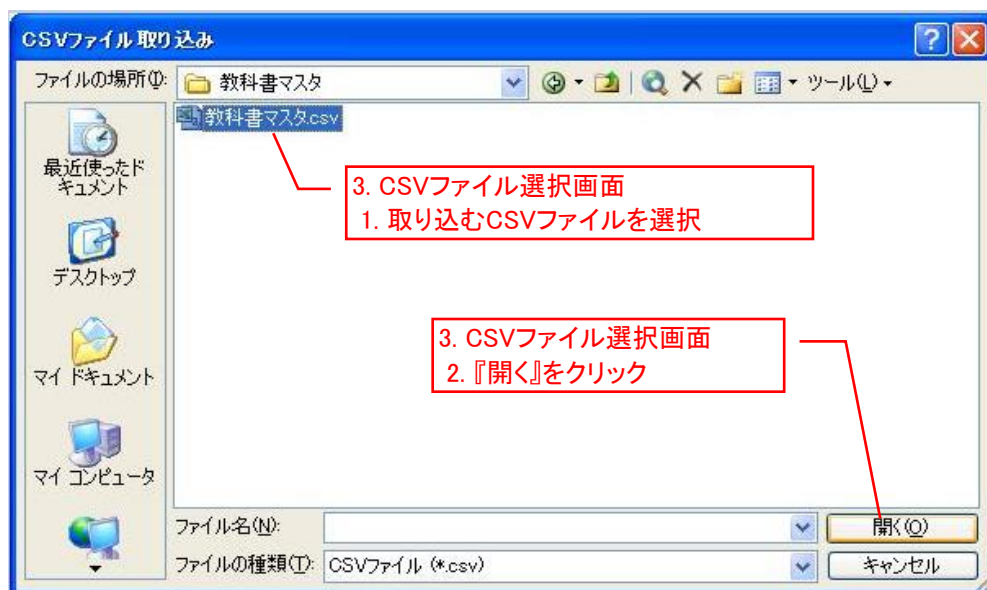 CSVファイル取り込み
ファイルの場所(I):
教科書マスタ
ツール(L)
教科書マスタ.csv
最近使ったド
キュメント
3. CSVファイル選択画面
1. 取り込むCSVファイルを選択
デスクトップ
3. CSVファイル選択画面
2.『開く』をクリック
マイ ドキュメント
マイ コンピュータ
ファイル名(N):
開く(O)
ファイルの種類(T):
CSVファイル (*.csv)
キャンセル